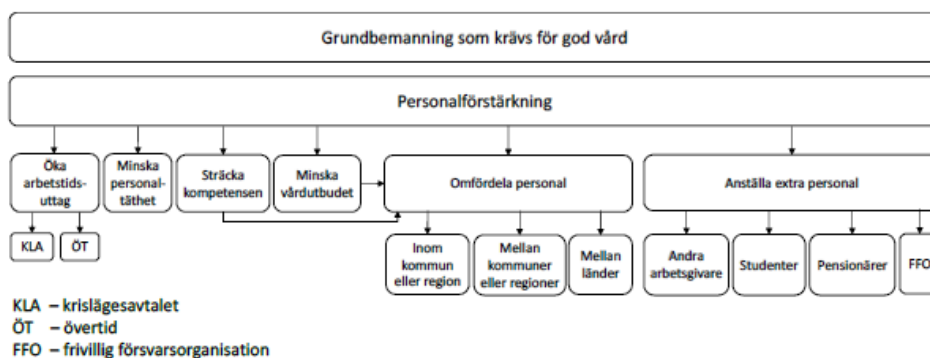 Grundbemanning som krävs för god vård
Personalförstärkning
Öka
arbetstids-
uttag
Minska
personal-
täthet
Sträcka
kompetensen
Minska
vårdutbudet
Omfördela personal
Anställa extra personal
KLA
ÖT
Inom
kommun
eller region
Mellan
kommuner
eller regioner
Mellan
länder
Andra
arbetsgivare
Studenter
Pensionärer
FFO
KLA – krislägesavtalet
ÖT – övertid
FFO – frivillig försvarsorganisation